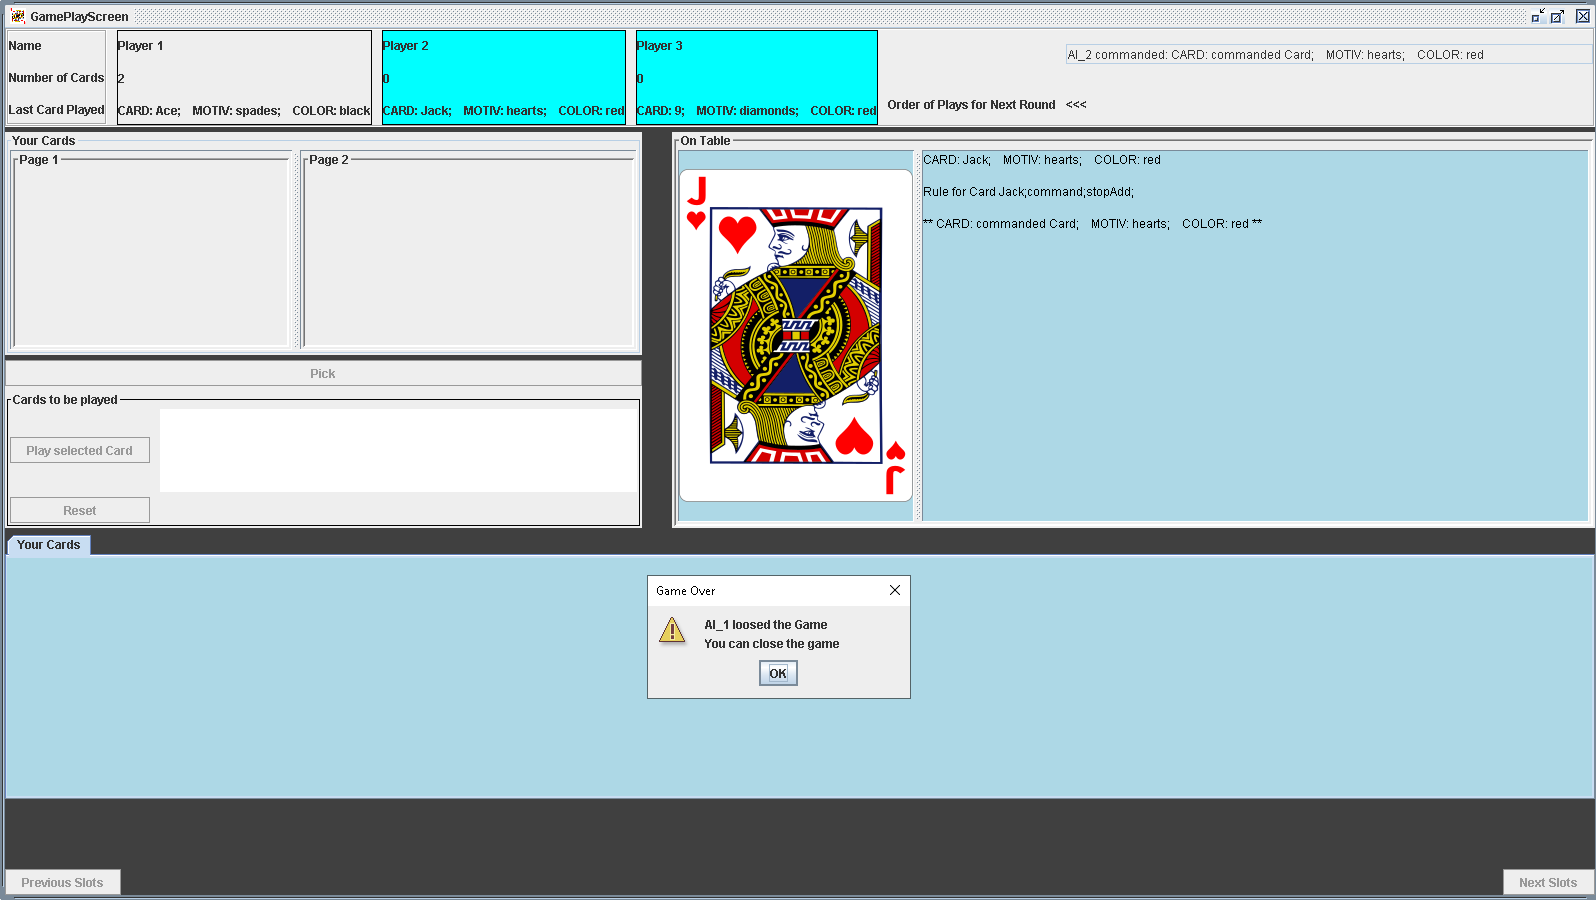 GamePlayScreen
Name
Number of Cards
Last Card Played
Player 1
2
CARD: Ace; MOTIV: spades; COLOR: black
Player 2
0
CARD: Jack; MOTIV: hearts; COLOR: red
Player 3
0
CARD: 9; MOTIV: diamonds; COLOR: red
AI_2 commanded: CARD: commanded Card; MOTIV: hearts; COLOR: red
Order of Plays for Next Round <<<
Your Cards
Page 1
Page 2
Pick
Cards to be played
Play selected Card
Reset
On Table
J
J
CARD: Jack; MOTIV: hearts; COLOR: red
Rule for Card Jack;command;stopAdd;
** CARD: commanded Card; MOTIV: hearts; COLOR: red **
Your Cards
Game Over
AI_1 loosed the Game
You can close the game
OK
Previous Slots
Next Slots